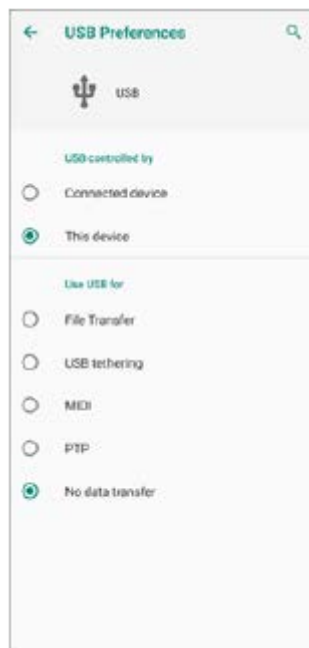 USB Preferences
USB
USB controlled by
Connected device
This device
Use USB for
File Transfer
USB tethering
MIDI
PTP
No data transfer